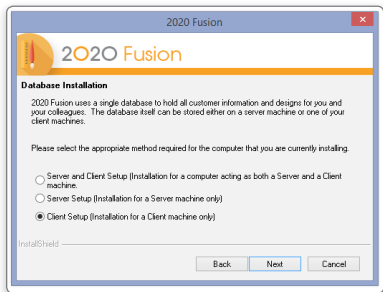 2020 Fusion
2020 Fusion
Database Installation
2020 Fusion uses a single database to hold all customer information and designs for you and
your colleagues. The database itself can be stored either on a server machine or one of your
client machines.
Please select the appropriate method required for the computer that you are currently installing.
Server and Client Setup (Installation for a computer acting as both a Server and a Client
machine.
Server Setup (Installation for a Server machine only)
Client Setup (Installation for a Client machine only)
InstallShield
Back Next Cancel